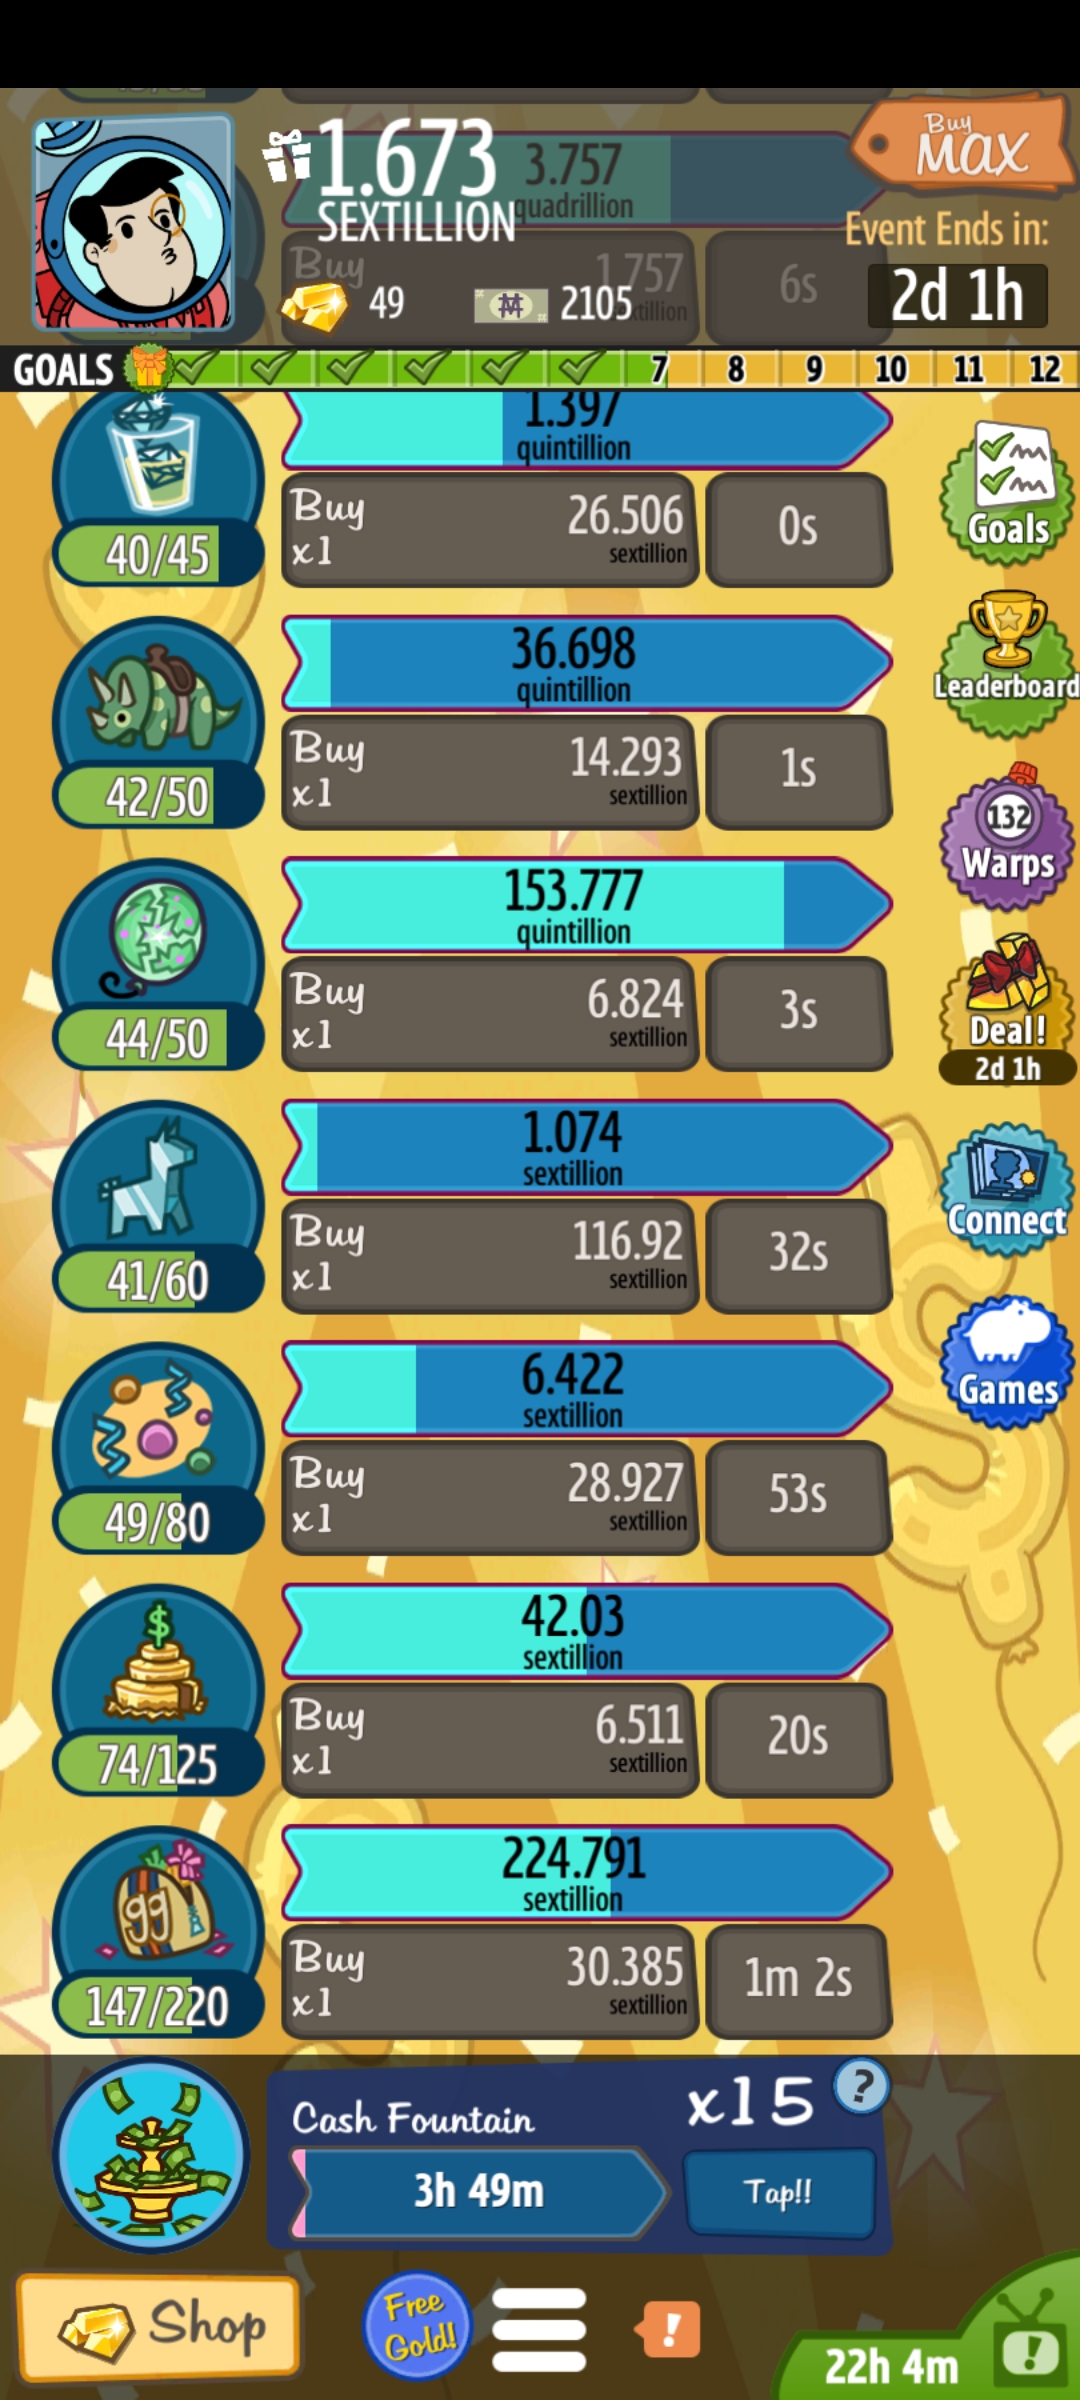 1.673
SEXTILLION
3.757
quadrillion
Buy
MAX
Event Ends in:
2d 1h
Buy
1.757
6s
49
2105
GOALS
7
8
9
10
11
12
1.397
quintillion
Buy
x1
26.506
sextillion
0s
40/45
Goals
36.698
quintillion
Buy
x1
14.293
sextillion
1s
42/50
Leaderboard
132
Warps
153.777
quintillion
Buy
x1
6.824
sextillion
3s
44/50
Deal!
2d 1h
1.074
sextillion
Buy
x1
116.92
sextillion
32s
41/60
Connect
6.422
sextillion
Buy
x1
28.927
sextillion
53s
49/80
Games
$
42.03
sextillion
Buy
x1
6.511
sextillion
20s
74/125
99
224.791
sextillion
Buy
x1
30.385
sextillion
1m 2s
147/220
Cash Fountain
x15
?
3h 49m
Tap!!
Shop
Free
Gold!
!
22h 4m
!